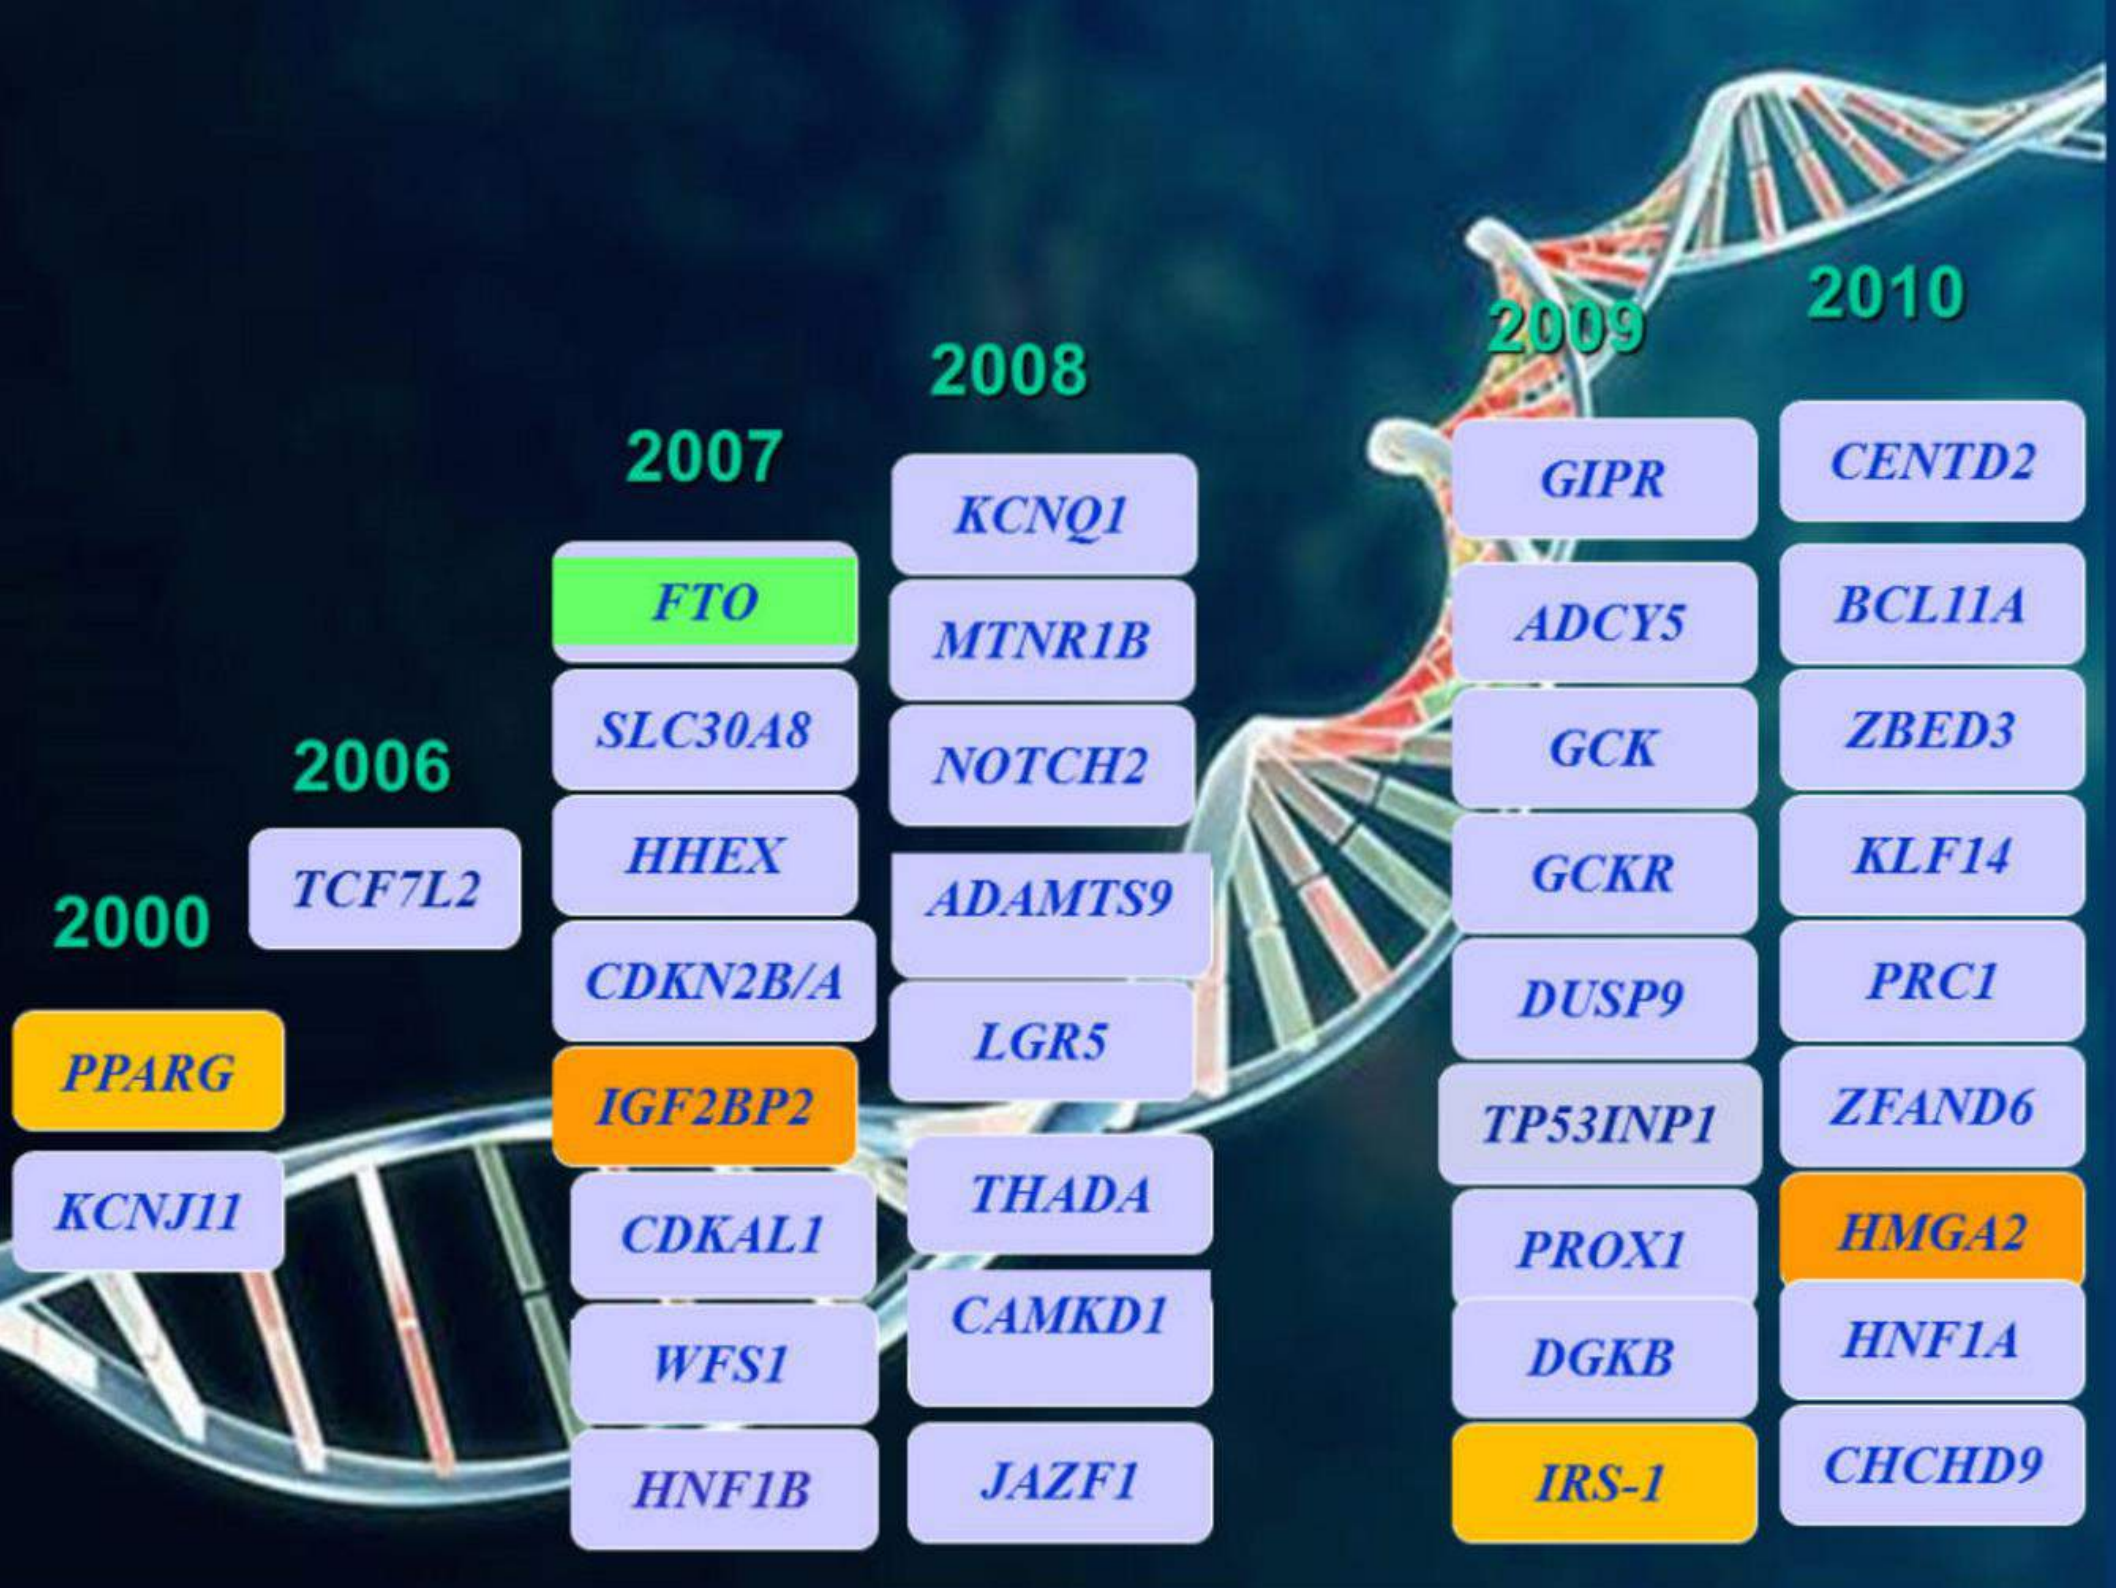 2000
PPARG
KCNJ11
2006
TCF7L2
2007
FTO
SLC30A8
HHEX
CDKN2B/A
IGF2BP2
CDKAL1
WFS1
HNF1B
2008
KCNQ1
MTNR1B
NOTCH2
ADAMTS9
LGR5
THADA
CAMKD1
JAZF1
2009
GIPR
ADCY5
GCK
GCKR
DUSP9
TP53INP1
PROX1
DGKB
IRS-1
2010
CENTD2
BCL11A
ZBED3
KLF14
PRC1
ZFAND6
HMGA2
HNF1A
CHCHD9